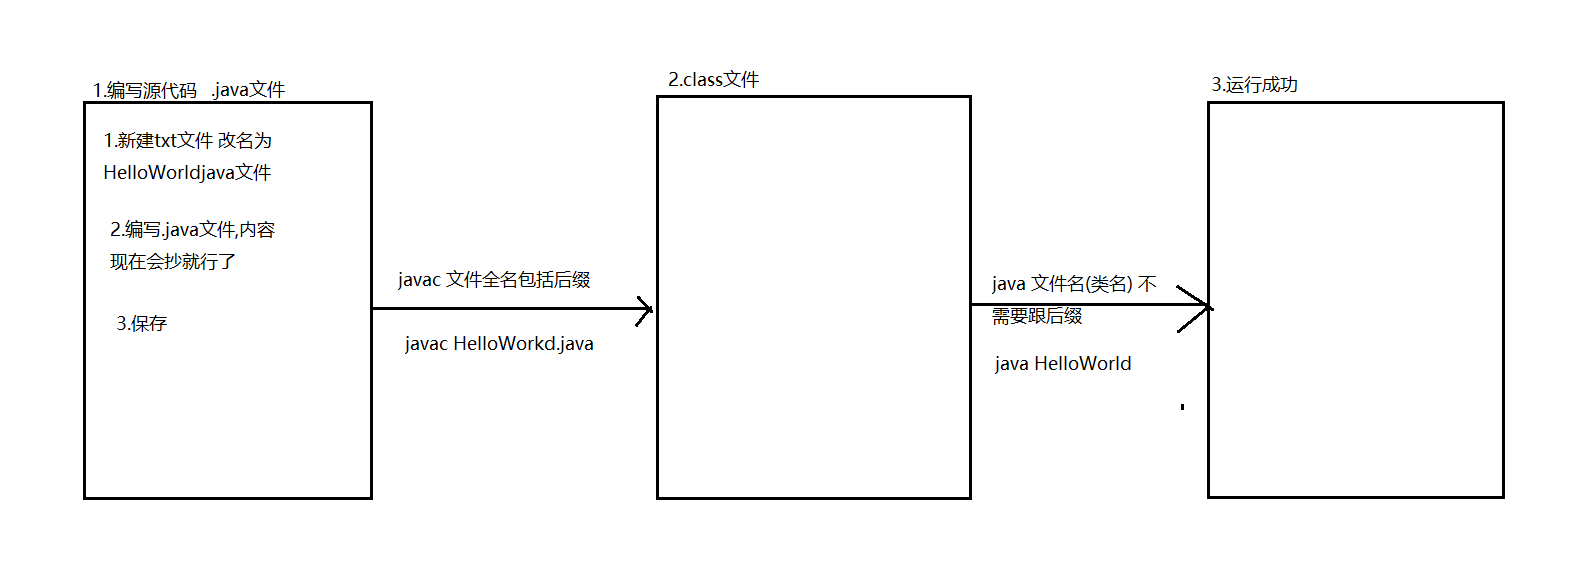 1.编写源代码   .java文件
1.新建txt文件 改名为
HelloWorldjava文件
2.编写.java文件,内容
现在会抄就行了
3.保存
javac 文件全名包括后缀
javac HelloWorkd.java
2.class文件
java 文件名(类名) 不
需要跟后缀
java HelloWorld
3.运行成功